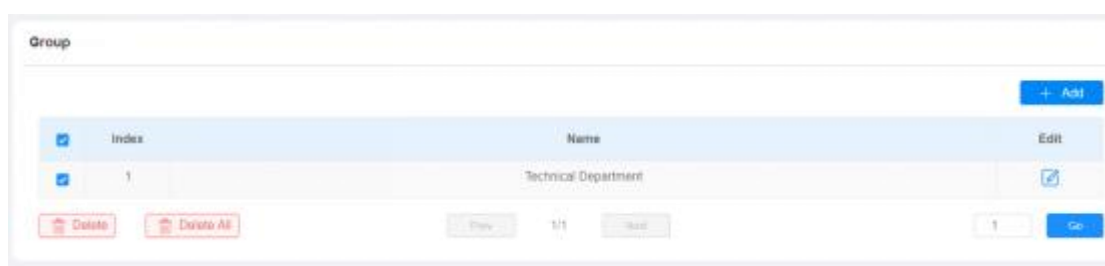 Group
+ Add
Index Name Edit
1 Technical Department
Delete Delete All Prev 1/1 Next 1 Go